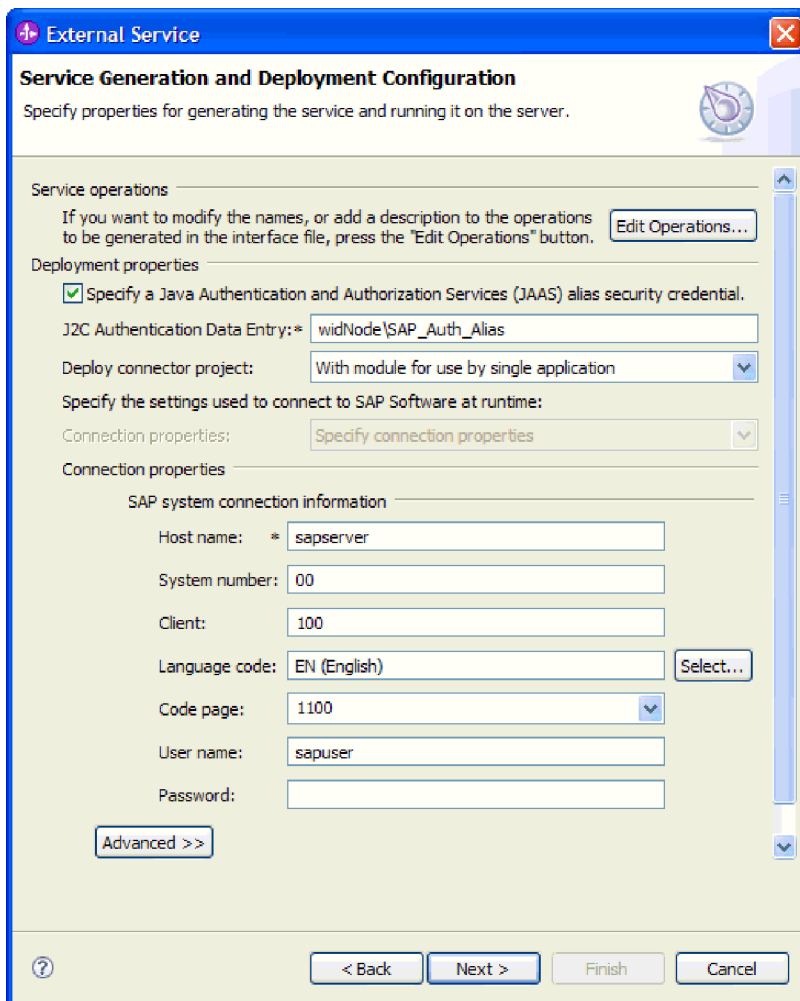 External Service
Service Generation and Deployment Configuration
Specify properties for generating the service and running it on the server.
Service operations
If you want to modify the names, or add a description to the operations
to be generated in the interface file, press the "Edit Operations" button.
Edit Operations...
Deployment properties
Specify a Java Authentication and Authorization Services (JAAS) alias security credential.
J2C Authentication Data Entry:* widNode\SAP_Auth_Alias
Deploy connector project: With module for use by single application
Specify the settings used to connect to SAP Software at runtime:
Connection properties: Specify connection properties
Connection properties
SAP system connection information
Host name: * sapserver
System number: 00
Client: 100
Language code: EN (English) Select...
Code page: 1100
User name: sapuser
Password:
Advanced >>
? < Back Next > Finish Cancel